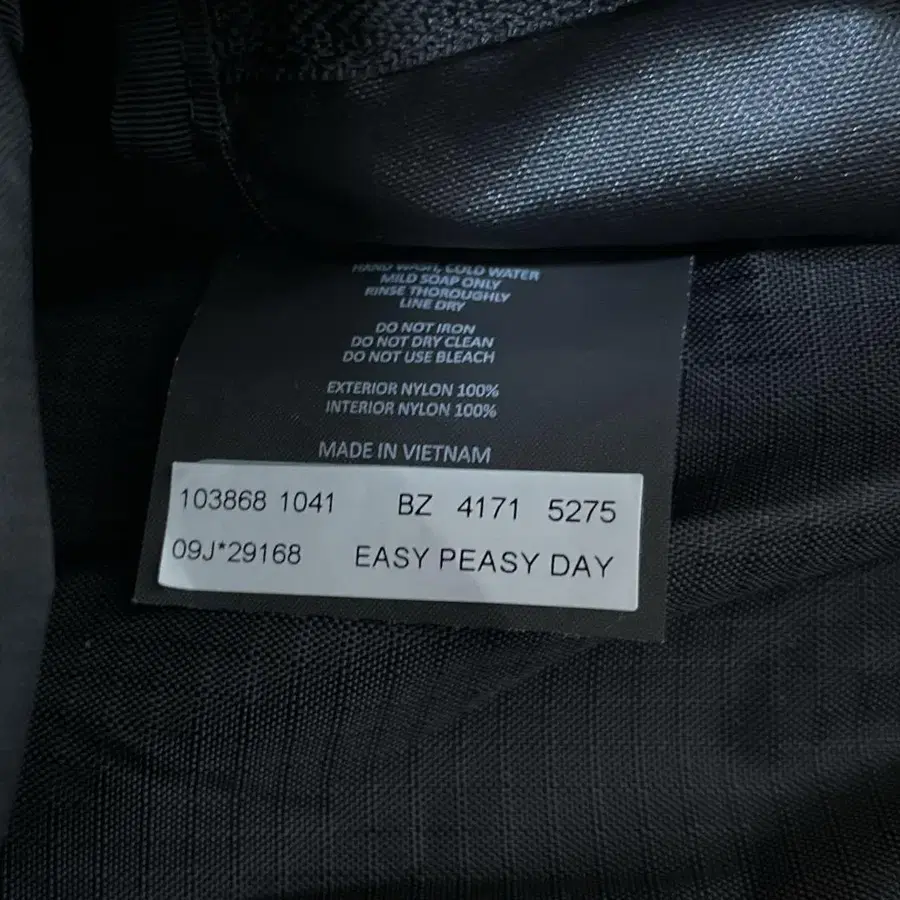 HAND WASH, COLD WATER
MILD SOAP ONLY
RINSE THOROUGHLY
LINE DRY
DO NOT IRON
DO NOT DRY CLEAN
DO NOT USE BLEACH
EXTERIOR NYLON 100%
INTERIOR NYLON 100%
MADE IN VIETNAM
103868 1041 BZ 4171 5275
09J*29168 EASY PEASY DAY